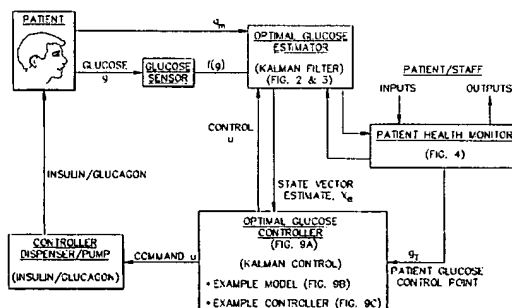 PATIENT
q_m
OPTIMAL GLUCOSE
ESTIMATOR
(KALMAN FILTER)
(FIG. 2 & 3)
GLUCOSE
g
GLUCOSE
SENSOR
f(g)
PATIENT/STAFF
INPUTS
OUTPUTS
CONTROL
u
PATIENT HEALTH MONITOR
(FIG. 4)
INSULIN/GLUCAGON
STATE VECTOR
ESTIMATE, X_e
OPTIMAL GLUCOSE
CONTROLLER
(FIG. 9A)
(KALMAN CONTROL)
• EXAMPLE MODEL (FIG. 9B)
• EXAMPLE CONTROLLER (FIG. 9C)
CONTROLLER
DISPENSER/PUMP
(INSULIN/GLUCAGON)
COMMAND u
g_T
PATIENT GLUCOSE
CONTROL POINT